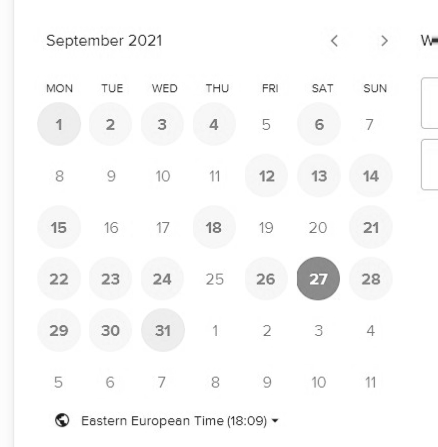 September 2021
MON TUE WED THU FRI SAT SUN
1 2 3 4 5 6 7
8 9 10 11 12 13 14
15 16 17 18 19 20 21
22 23 24 25 26 27 28
29 30 31 1 2 3 4
5 6 7 8 9 10 11
Eastern European Time (18:09)